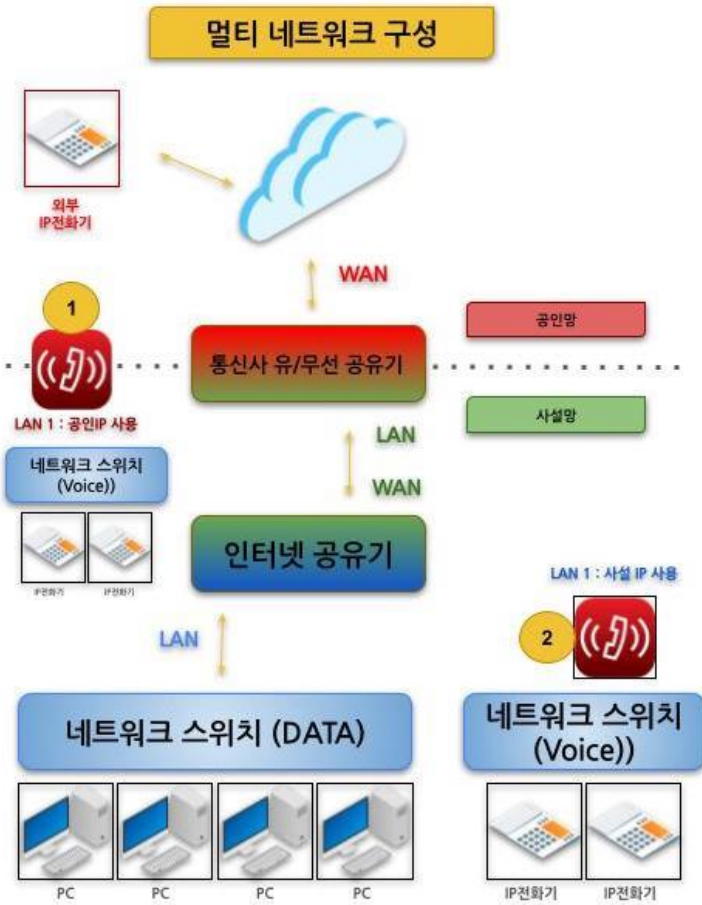 멀티 네트워크 구성
외부
IP전화기
WAN
1
공인망
통신사 유/무선 공유기
LAN 1 : 공인IP 사용
사설망
LAN
네트워크 스위치
(Voice))
WAN
IP전화기 IP전화기
인터넷 공유기
LAN 1 : 사설 IP 사용
LAN
2
네트워크 스위치 (DATA)
네트워크 스위치
(Voice))
PC PC PC PC
IP전화기 IP전화기